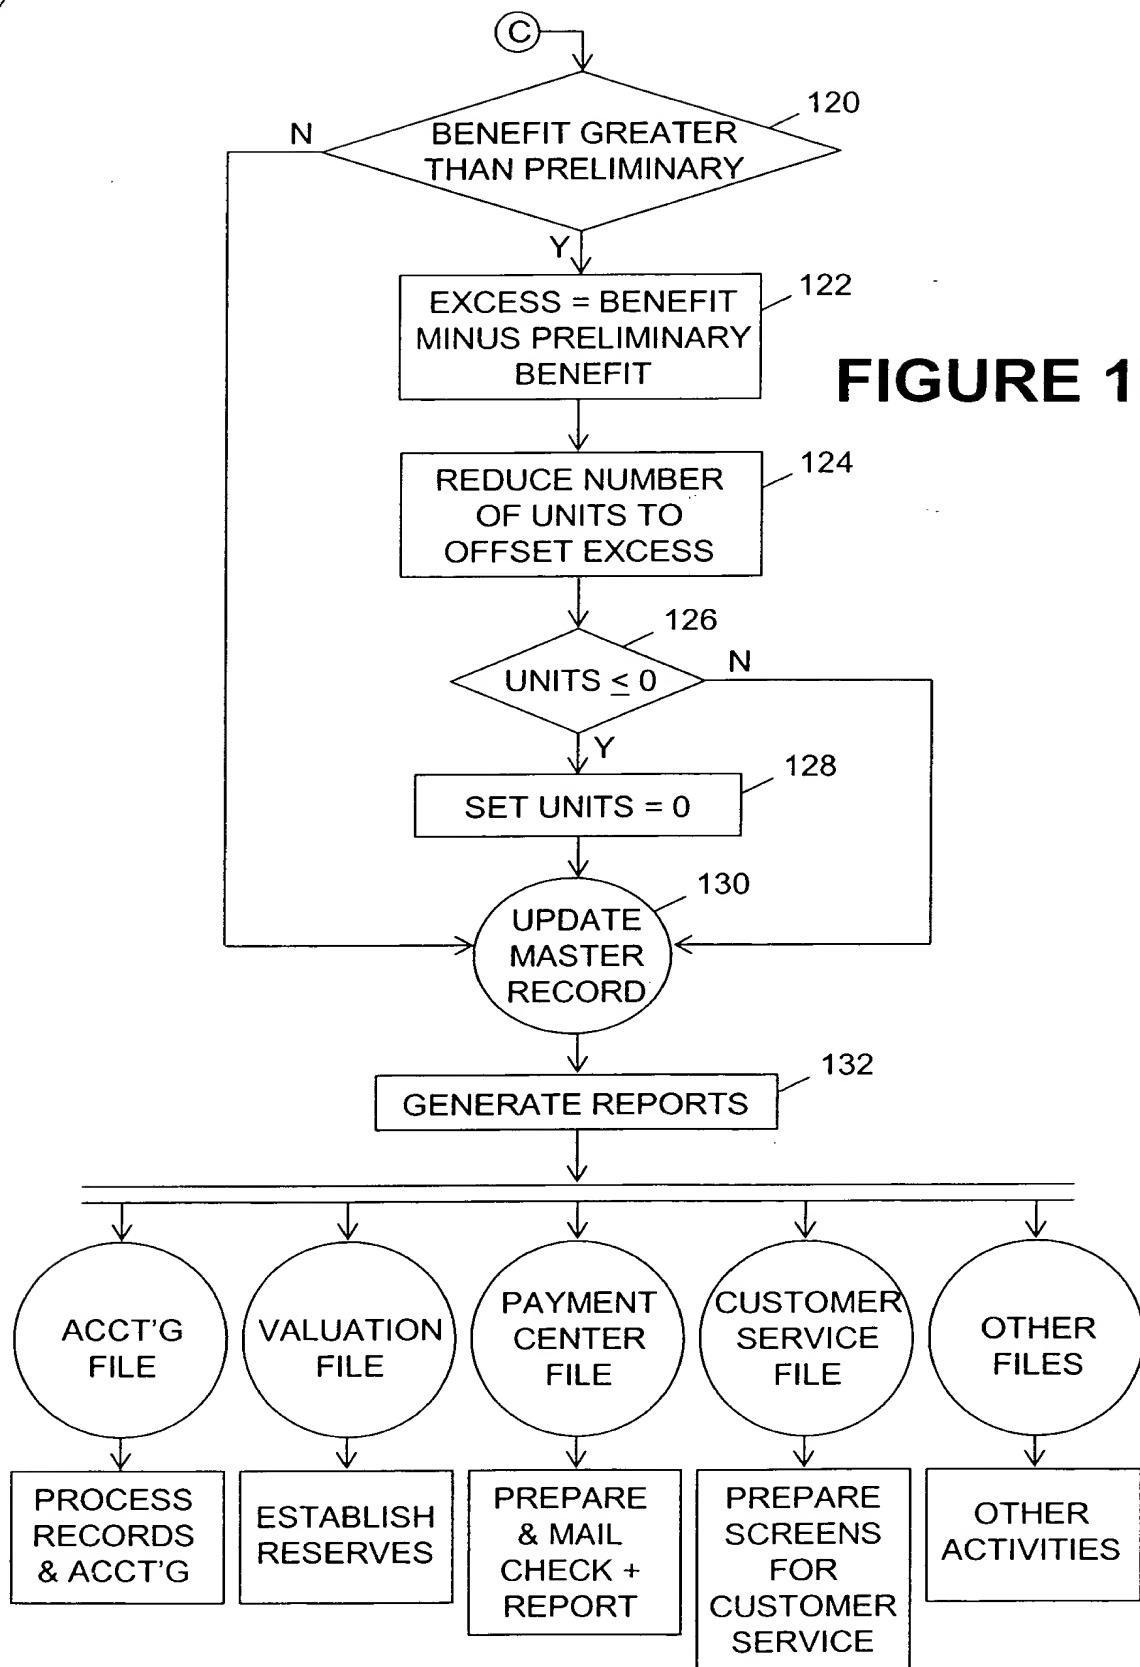 C
120
N
BENEFIT GREATER
THAN PRELIMINARY
Y
122
EXCESS = BENEFIT
MINUS PRELIMINARY
BENEFIT
FIGURE 1
124
REDUCE NUMBER
OF UNITS TO
OFFSET EXCESS
126
UNITS ≤ 0
N
Y
128
SET UNITS = 0
130
UPDATE
MASTER
RECORD
132
GENERATE REPORTS
ACCT'G
FILE
VALUATION
FILE
PAYMENT
CENTER
FILE
CUSTOMER
SERVICE
FILE
OTHER
FILES
PROCESS
RECORDS
& ACCT'G
ESTABLISH
RESERVES
PREPARE
& MAIL
CHECK +
REPORT
PREPARE
SCREENS
FOR
CUSTOMER
SERVICE
OTHER
ACTIVITIES